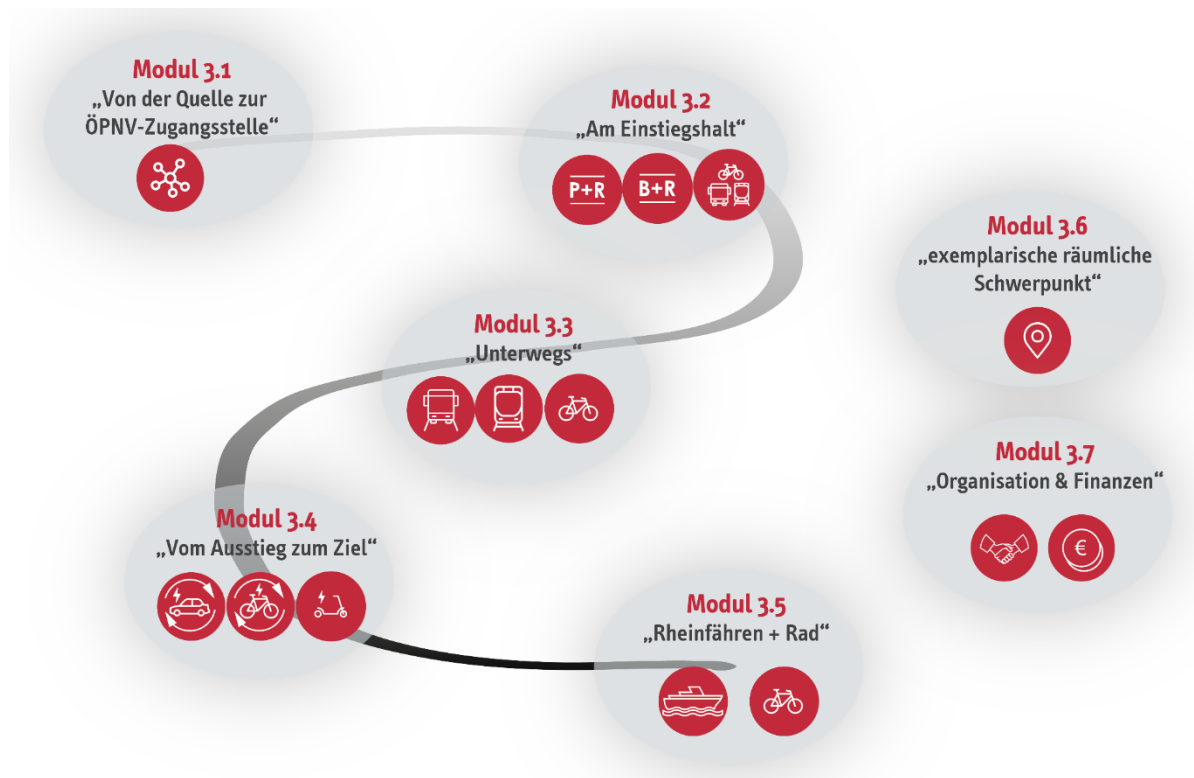 Modul 3.1
„Von der Quelle zur
ÖPNV-Zugangsstelle“
Modul 3.2
„Am Einstiegshalt“
P+R
B+R
Modul 3.3
„Unterwegs“
Modul 3.4
„Vom Ausstieg zum Ziel“
Modul 3.5
„Rheinfähren + Rad“
Modul 3.6
„exemplarische räumliche
Schwerpunkt“
Modul 3.7
„Organisation & Finanzen“
€